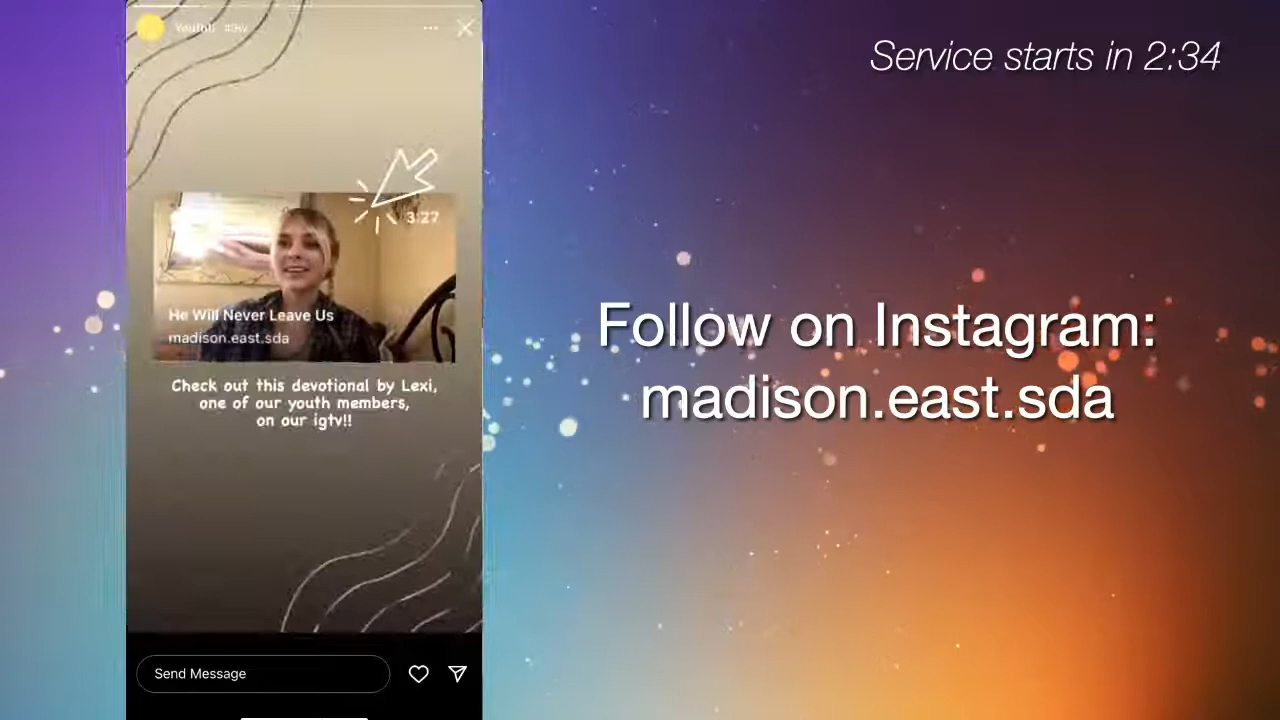 Service starts in 2:34
3:27
He Will Never Leave Us
madison.east.sda
Check out this devotional by Lexi,
one of our youth members,
on our igtv!!
Send Message
Follow on Instagram:
madison.east.sda